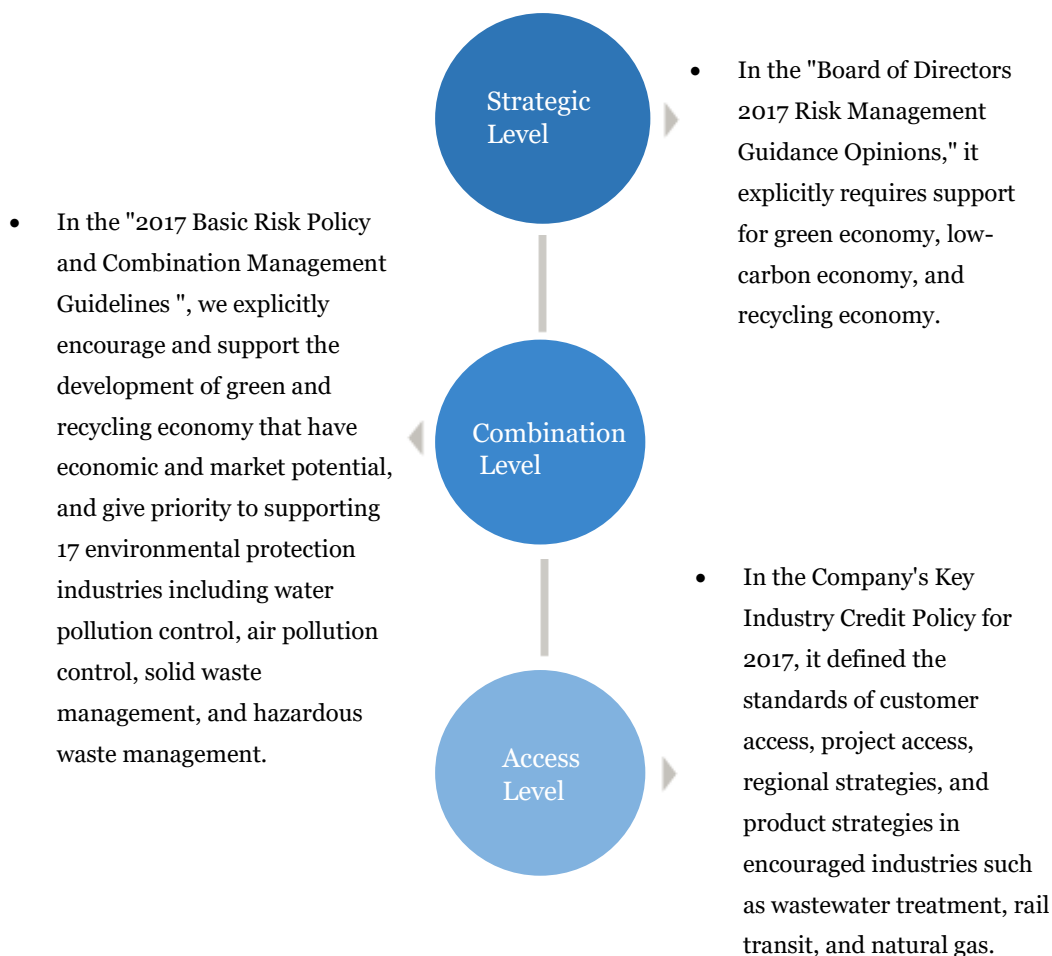 Strategic
Level
• In the "Board of Directors
2017 Risk Management
Guidance Opinions," it
explicitly requires support
for green economy, low-
carbon economy, and
recycling economy.
• In the "2017 Basic Risk Policy
and Combination Management
Guidelines ", we explicitly
encourage and support the
development of green and
recycling economy that have
economic and market potential,
and give priority to supporting
17 environmental protection
industries including water
pollution control, air pollution
control, solid waste
management, and hazardous
waste management.
Combination
Level
Access
Level
• In the Company's Key
Industry Credit Policy for
2017, it defined the
standards of customer
access, project access,
regional strategies, and
product strategies in
encouraged industries such
as wastewater treatment, rail
transit, and natural gas.